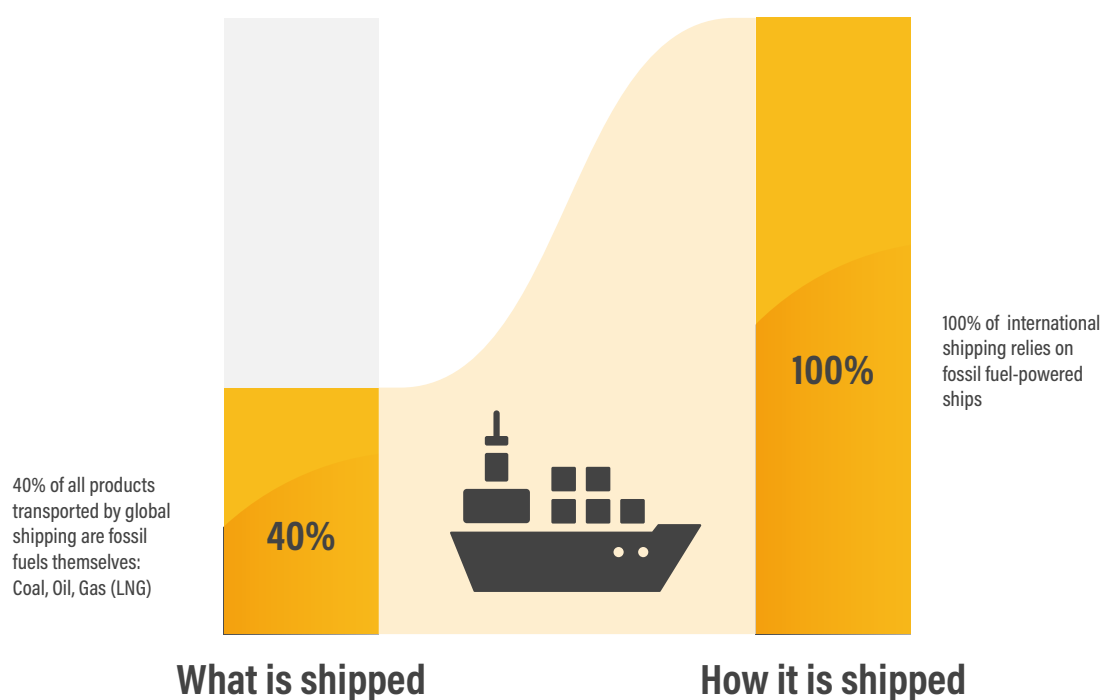 40% of all products
transported by global
shipping are fossil
fuels themselves:
Coal, Oil, Gas (LNG)
40%
100%
100% of international
shipping relies on
fossil fuel-powered
ships
What is shipped
How it is shipped